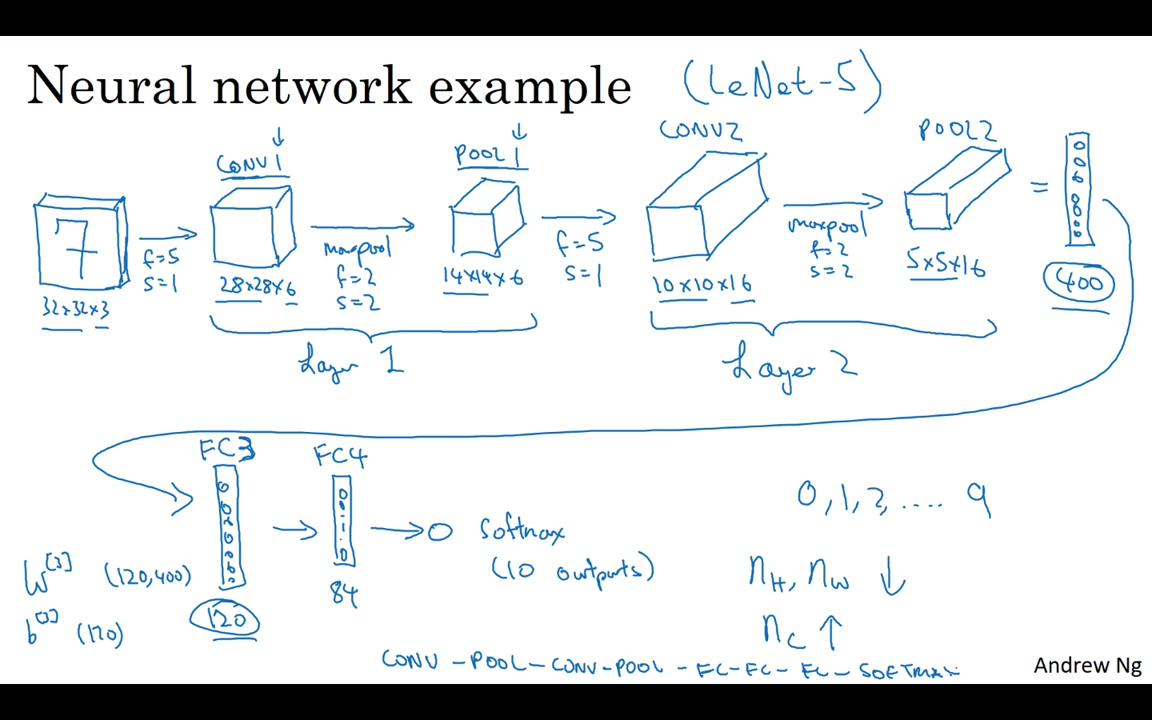 Neural network example (LeNet-5)
CONV1
POOL1
CONV2
POOL2
7
f=5
s=1
maxpool
f=2
s=2
f=5
s=1
maxpool
f=2
s=2
=
32×32×3
28×28×6
14×14×6
10×10×16
5×5×16
400
Layer 1
Layer 2
FC3
FC4
0, 1, 2, .... 9
Softmax
(10 outputs)
W[3] (120,400)
b[3] (120)
120
84
nH, nW ↓
nC ↑
CONV - POOL - CONV - POOL - FC - FC - FC - SOFTMAX
Andrew Ng